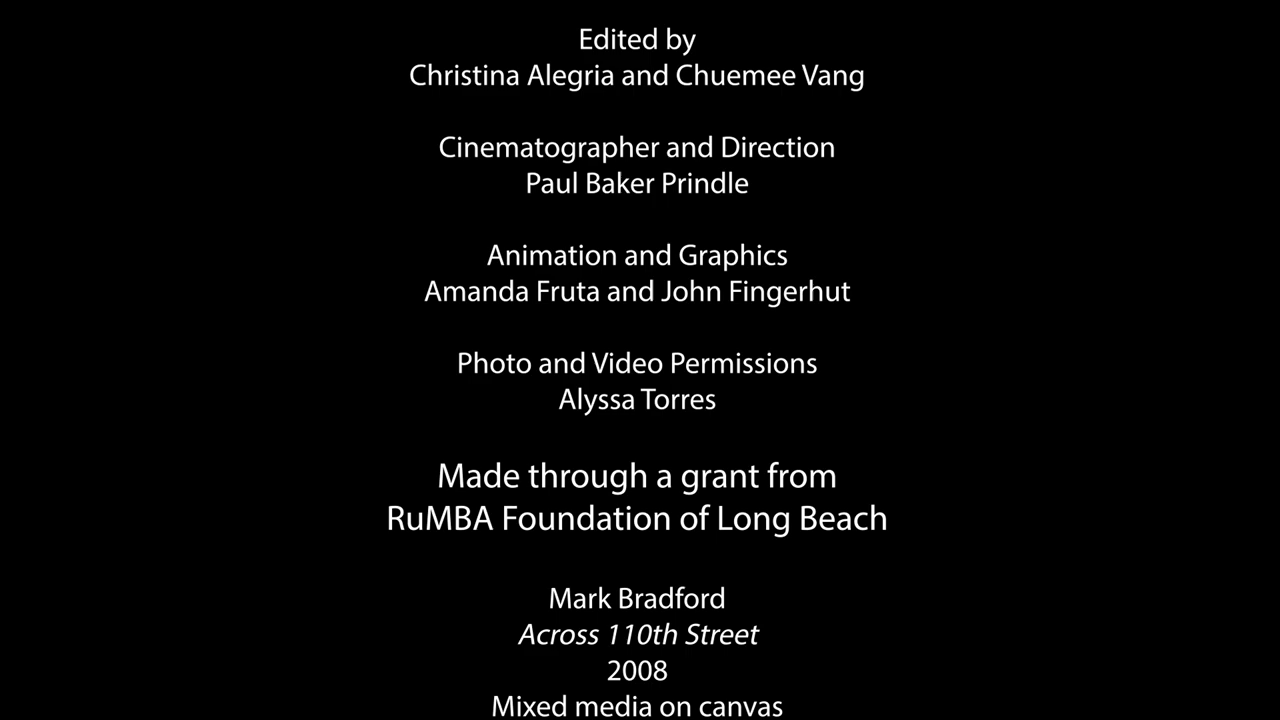 Edited by
Christina Alegria and Chuemee Vang
Cinematographer and Direction
Paul Baker Prindle
Animation and Graphics
Amanda Fruta and John Fingerhut
Photo and Video Permissions
Alyssa Torres
Made through a grant from
RuMBA Foundation of Long Beach
Mark Bradford
Across 110th Street
2008
Mixed media on canvas